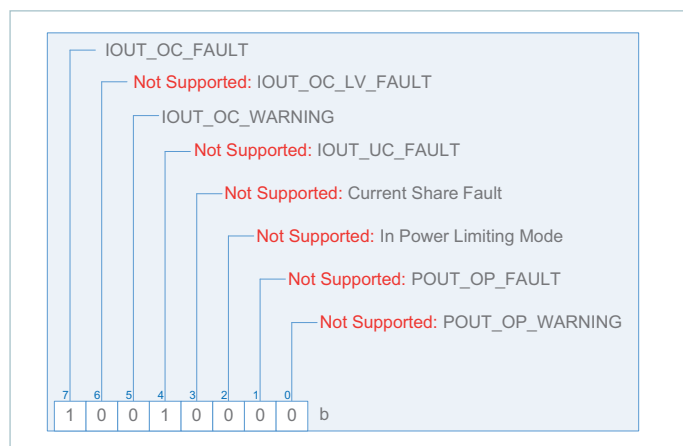 IOUT_OC_FAULT
Not Supported: IOUT_OC_LV_FAULT
IOUT_OC_WARNING
Not Supported: IOUT_UC_FAULT
Not Supported: Current Share Fault
Not Supported: In Power Limiting Mode
Not Supported: POUT_OP_FAULT
Not Supported: POUT_OP_WARNING
7 6 5 4 3 2 1 0
1 0 0 1 0 0 0 0 b